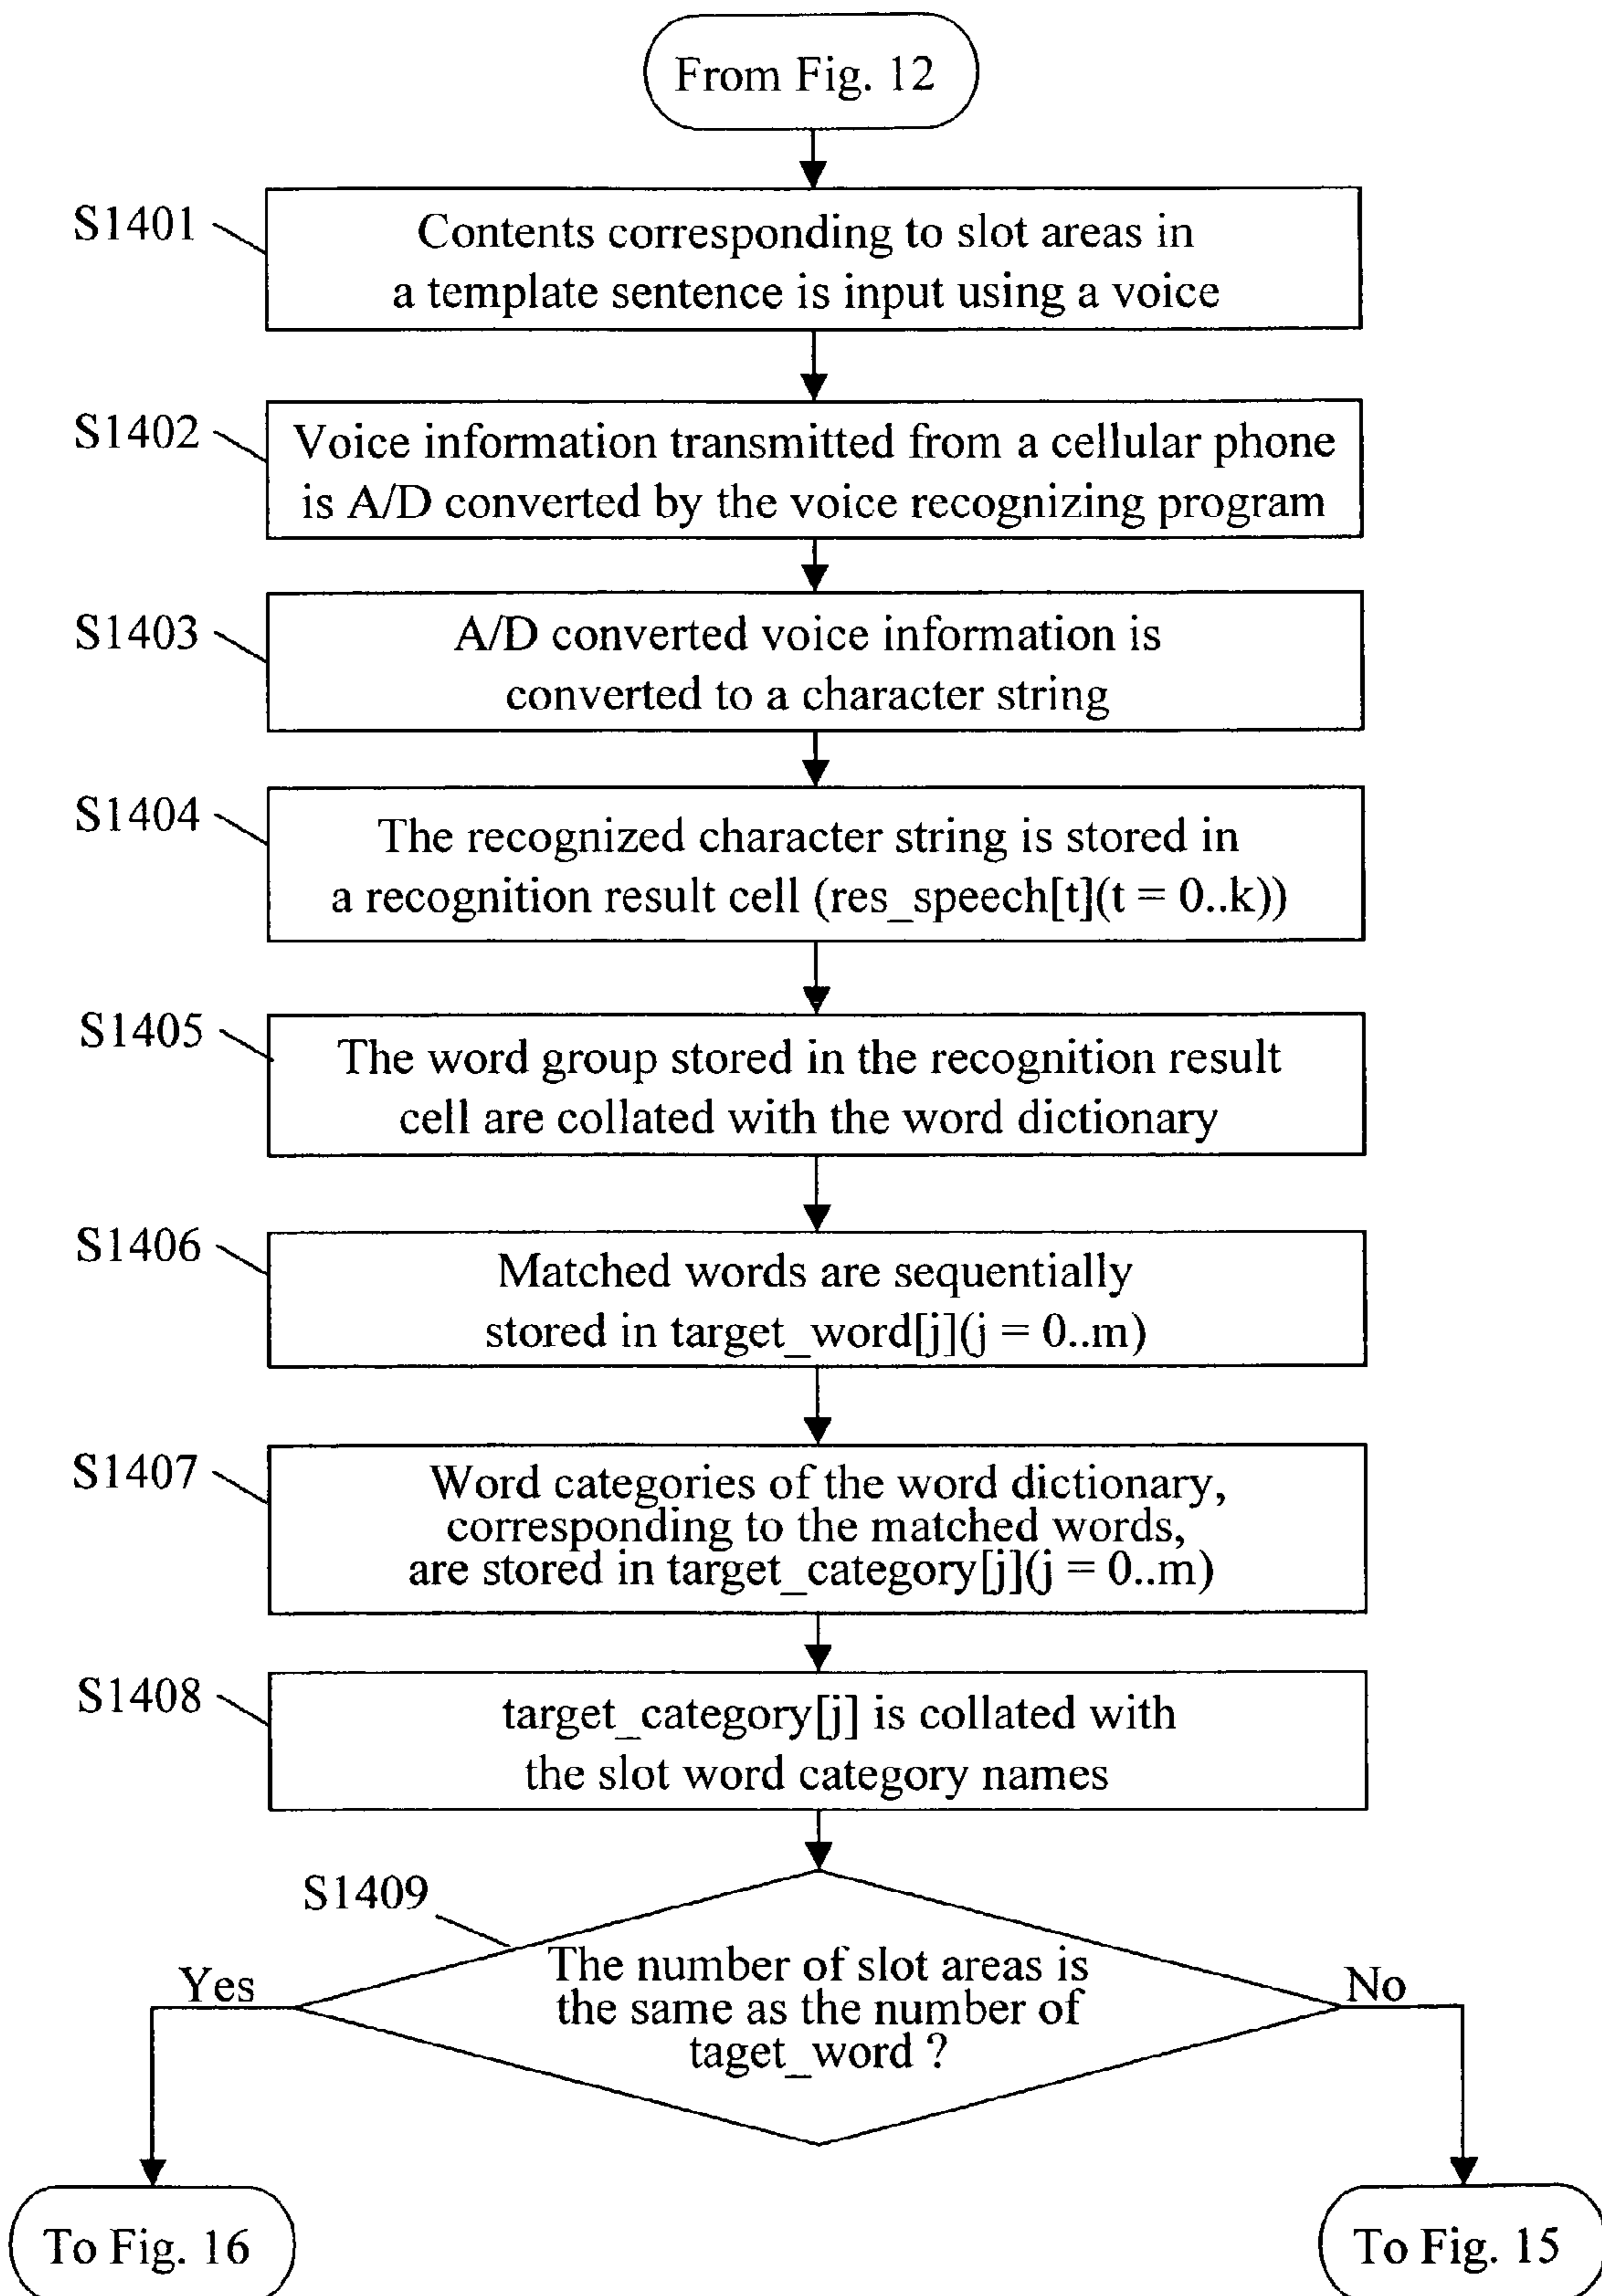 From Fig. 12
S1401
Contents corresponding to slot areas in
a template sentence is input using a voice
S1402
Voice information transmitted from a cellular phone
is A/D converted by the voice recognizing program
S1403
A/D converted voice information is
converted to a character string
S1404
The recognized character string is stored in
a recognition result cell (res_speech[t](t = 0..k))
S1405
The word group stored in the recognition result
cell are collated with the word dictionary
S1406
Matched words are sequentially
stored in target_word[j](j = 0..m)
S1407
Word categories of the word dictionary,
corresponding to the matched words,
are stored in target_category[j](j = 0..m)
S1408
target_category[j] is collated with
the slot word category names
S1409
The number of slot areas is
the same as the number of
taget_word ?
Yes
No
To Fig. 16
To Fig. 15